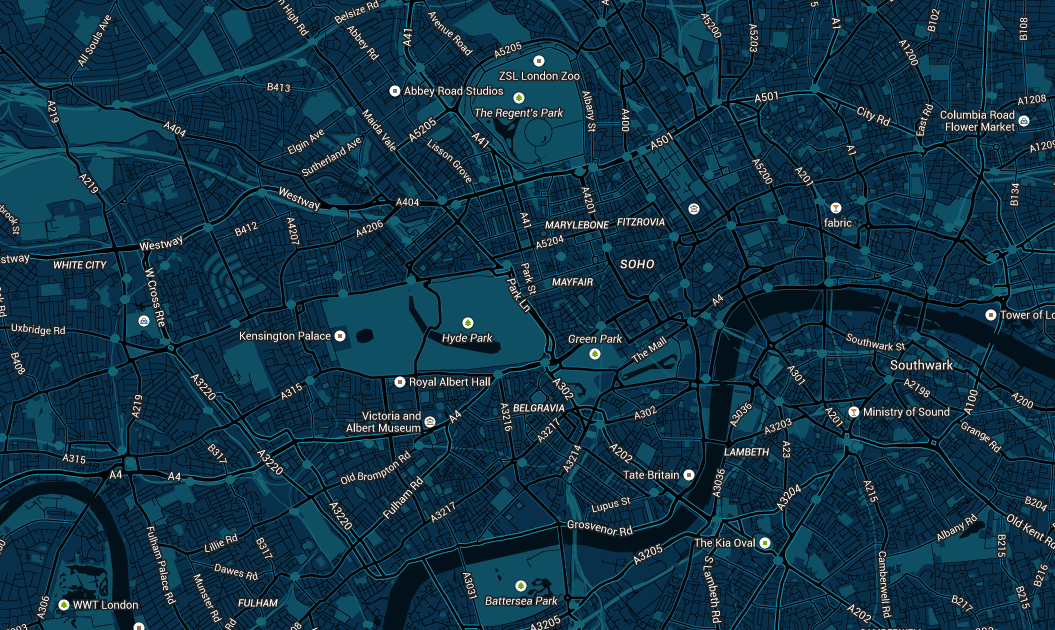 Belsize Rd
High Rd
Abbey Rd
A41
Avenue Road
A5205
A5200
A5203
A1
B102
B108
All Souls Ave
ZSL London Zoo
A1200
B413
Abbey Road Studios
The Regent's Park
Albany St
A400
A501
City Rd
East Rd
A1208
Columbia Road
Flower Market
A219
A404
Maida Vale
A5205
A41
A501
A1
A1209
Elgin Ave
Sutherland Ave
Lisson Grove
A219
A5200
A201
B134
Westway
A404
A4201
fabric
B412
A4207
A4206
A41
MARYLEBONE
FITZROVIA
A5204
Westway
WHITE CITY
SOHO
W Cross Rte
Park St
Park Ln
MAYFAIR
A4
Uxbridge Rd
Kensington Palace
Hyde Park
Green Park
The Mall
Southwark St
Southwark
B408
A3220
A315
Royal Albert Hall
A302
A301
A2198
A100
A200
A219
Victoria and
Albert Museum
A4
A3216
BELGRAVIA
A3217
A302
A3036
A3203
A201
Ministry of Sound
Grange Rd
A315
B317
A3220
A3214
A202
LAMBETH
A23
A4
A4
Old Brompton Rd
Fulham Rd
Tate Britain
A3036
A3204
A215
B204
A3220
A3217
Lupus St
Grosvenor Rd
Old Kent Rd
Albany Rd
Fulham Palace Rd
Lillie Rd
B317
A3205
The Kia Oval
B215
B216
Dawes Rd
Munster Rd
A3031
Battersea Park
Lambeth Rd
Camberwell Rd
A306
WWT London
FULHAM
A3205
A202
B217
B215